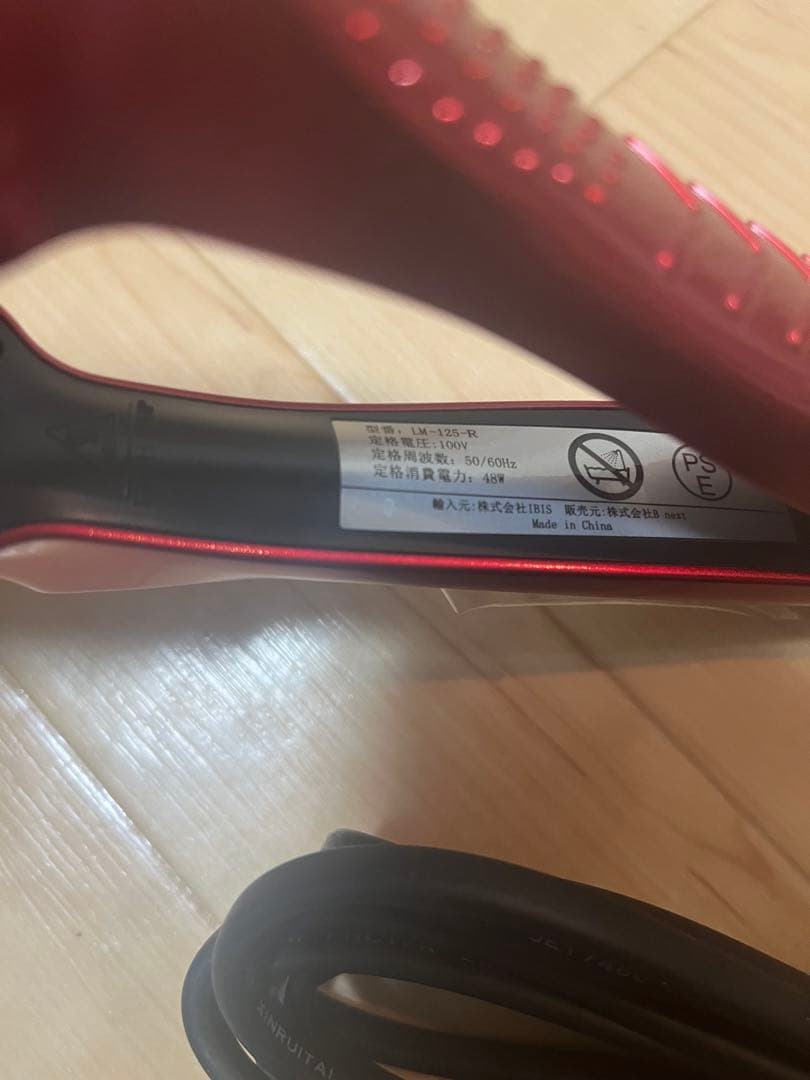 型番: LM-125-R
定格電圧:100V
定格周波数: 50/60Hz
定格消費電力: 48W
PS
E
輸入元:株式会社IBIS 販売元:株式会社B next
Made in China
XINRUITAI